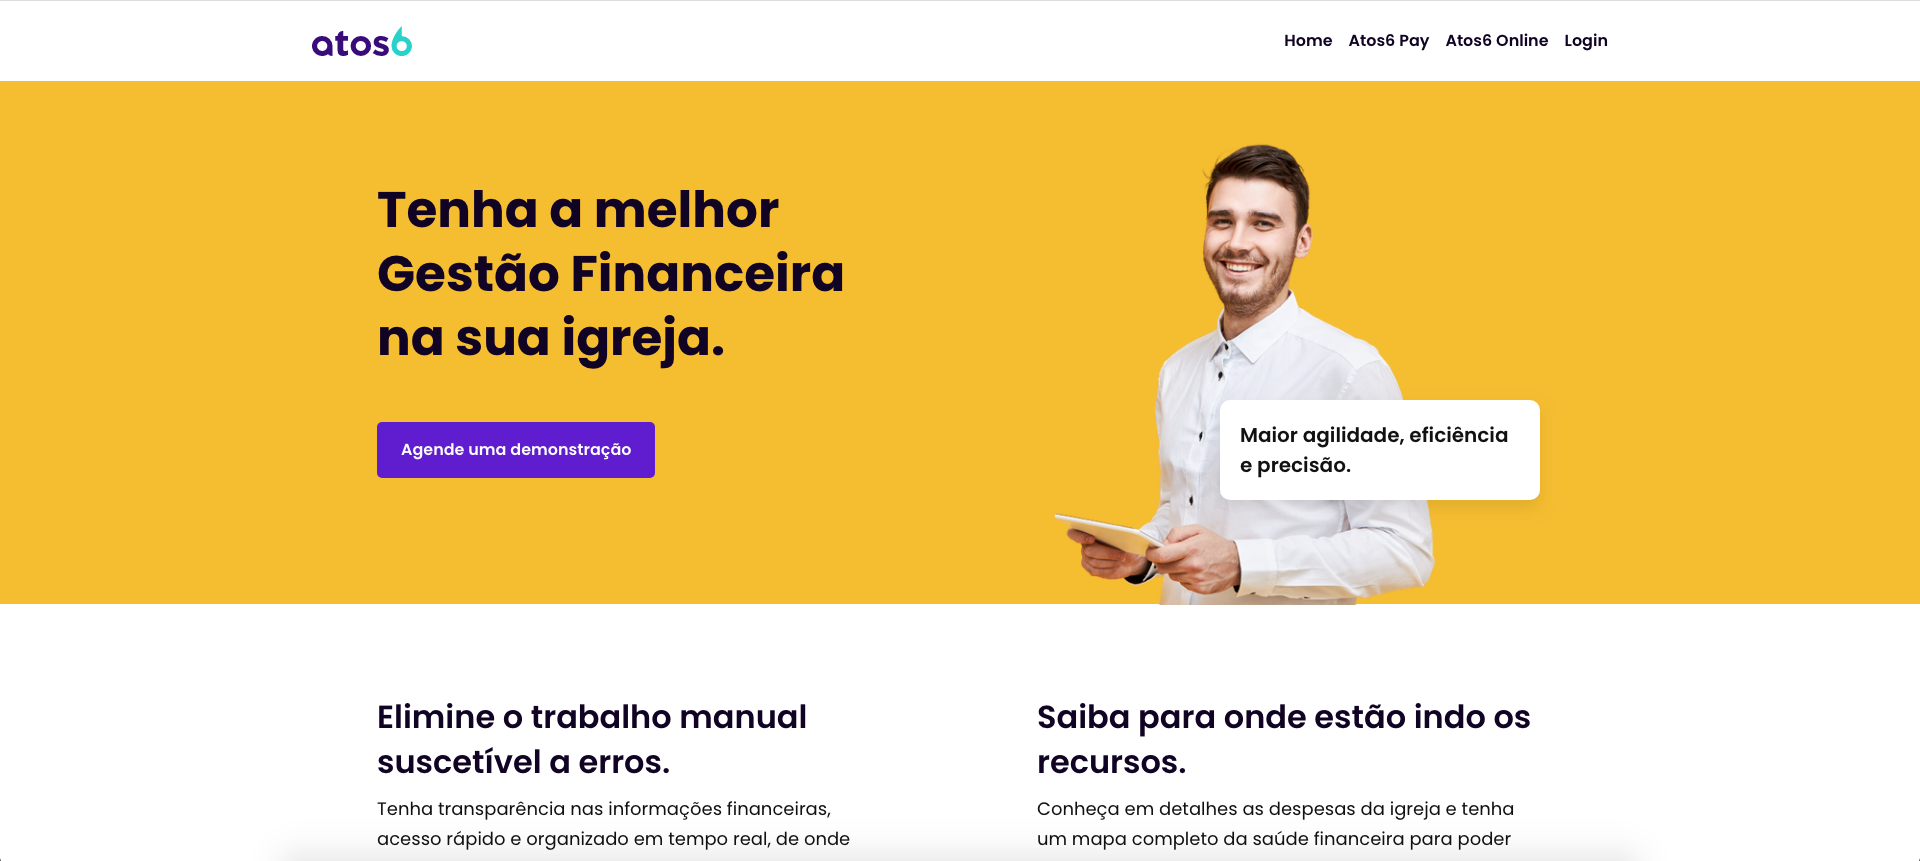 atos6
Home Atos6 Pay Atos6 Online Login
Tenha a melhor
Gestão Financeira
na sua igreja.
Agende uma demonstração
Maior agilidade, eficiência
e precisão.
Elimine o trabalho manual
suscetível a erros.
Tenha transparência nas informações financeiras,
acesso rápido e organizado em tempo real, de onde
Saiba para onde estão indo os
recursos.
Conheça em detalhes as despesas da igreja e tenha
um mapa completo da saúde financeira para poder